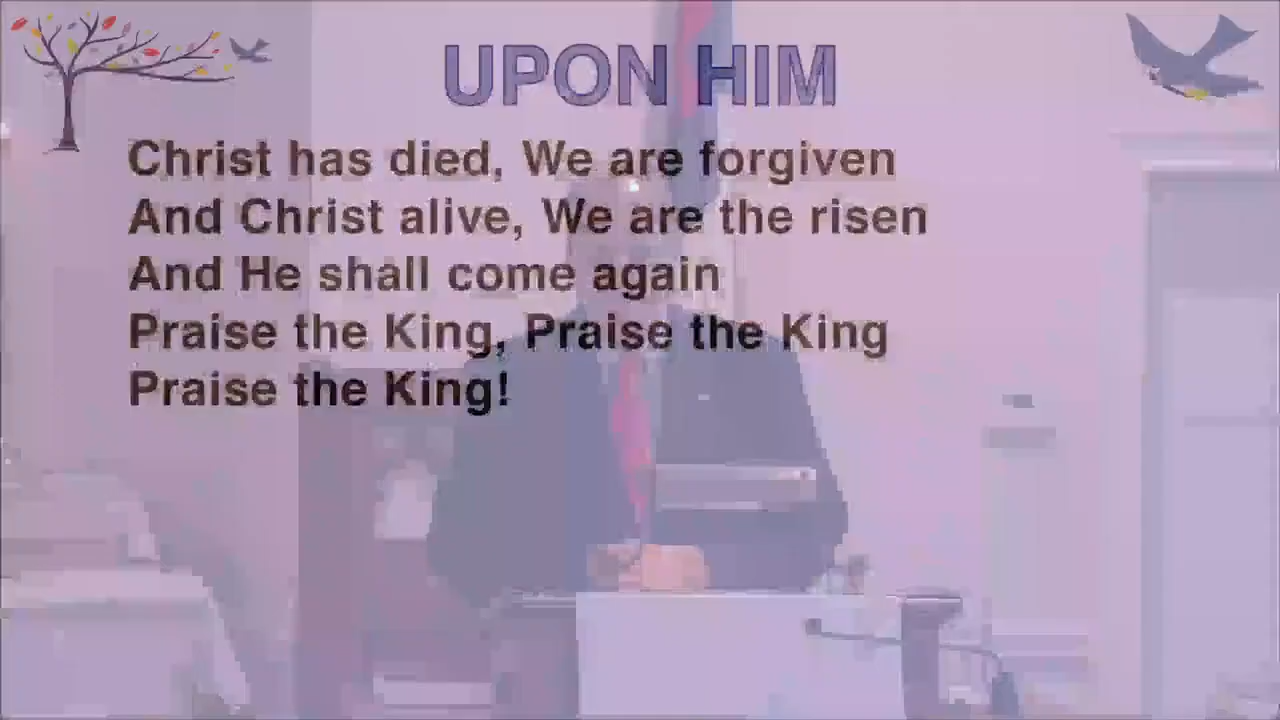 UPON HIM
Christ has died, We are forgiven
And Christ alive, We are the risen
And He shall come again
Praise the King, Praise the King
Praise the King!